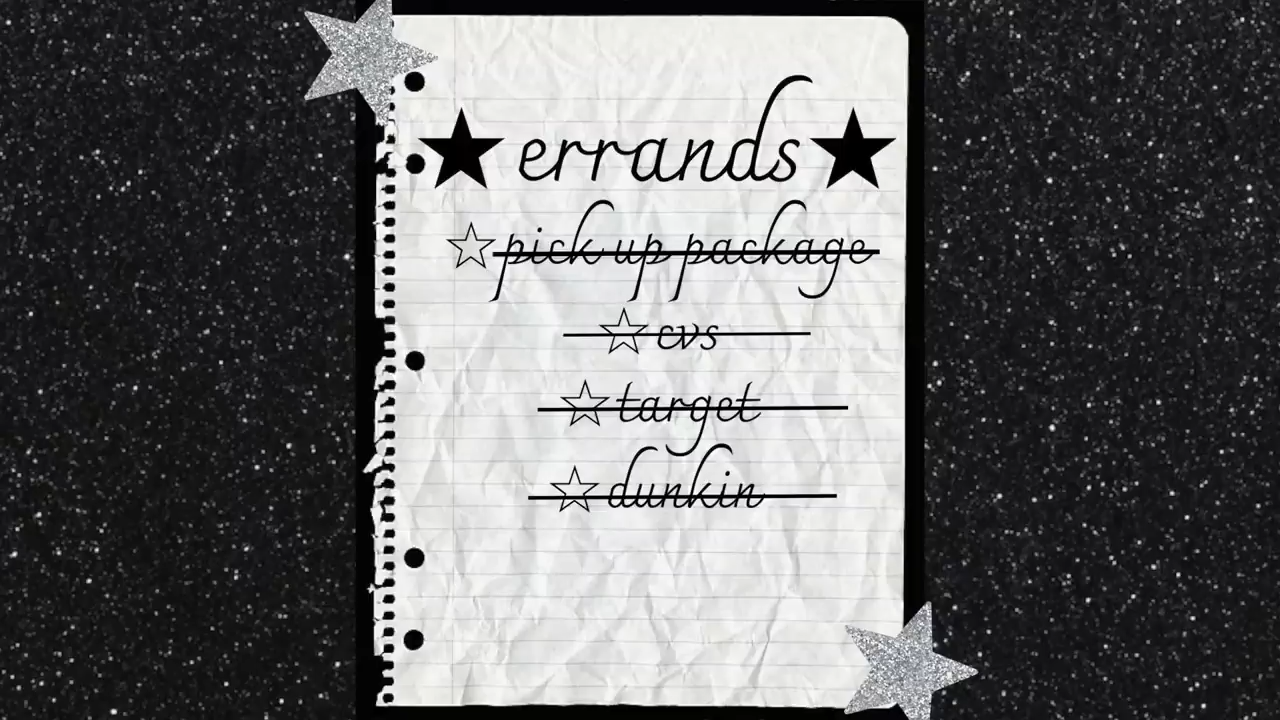 ★ errands ★
☆ pick up package
☆ cvs
☆ target
☆ dunkin